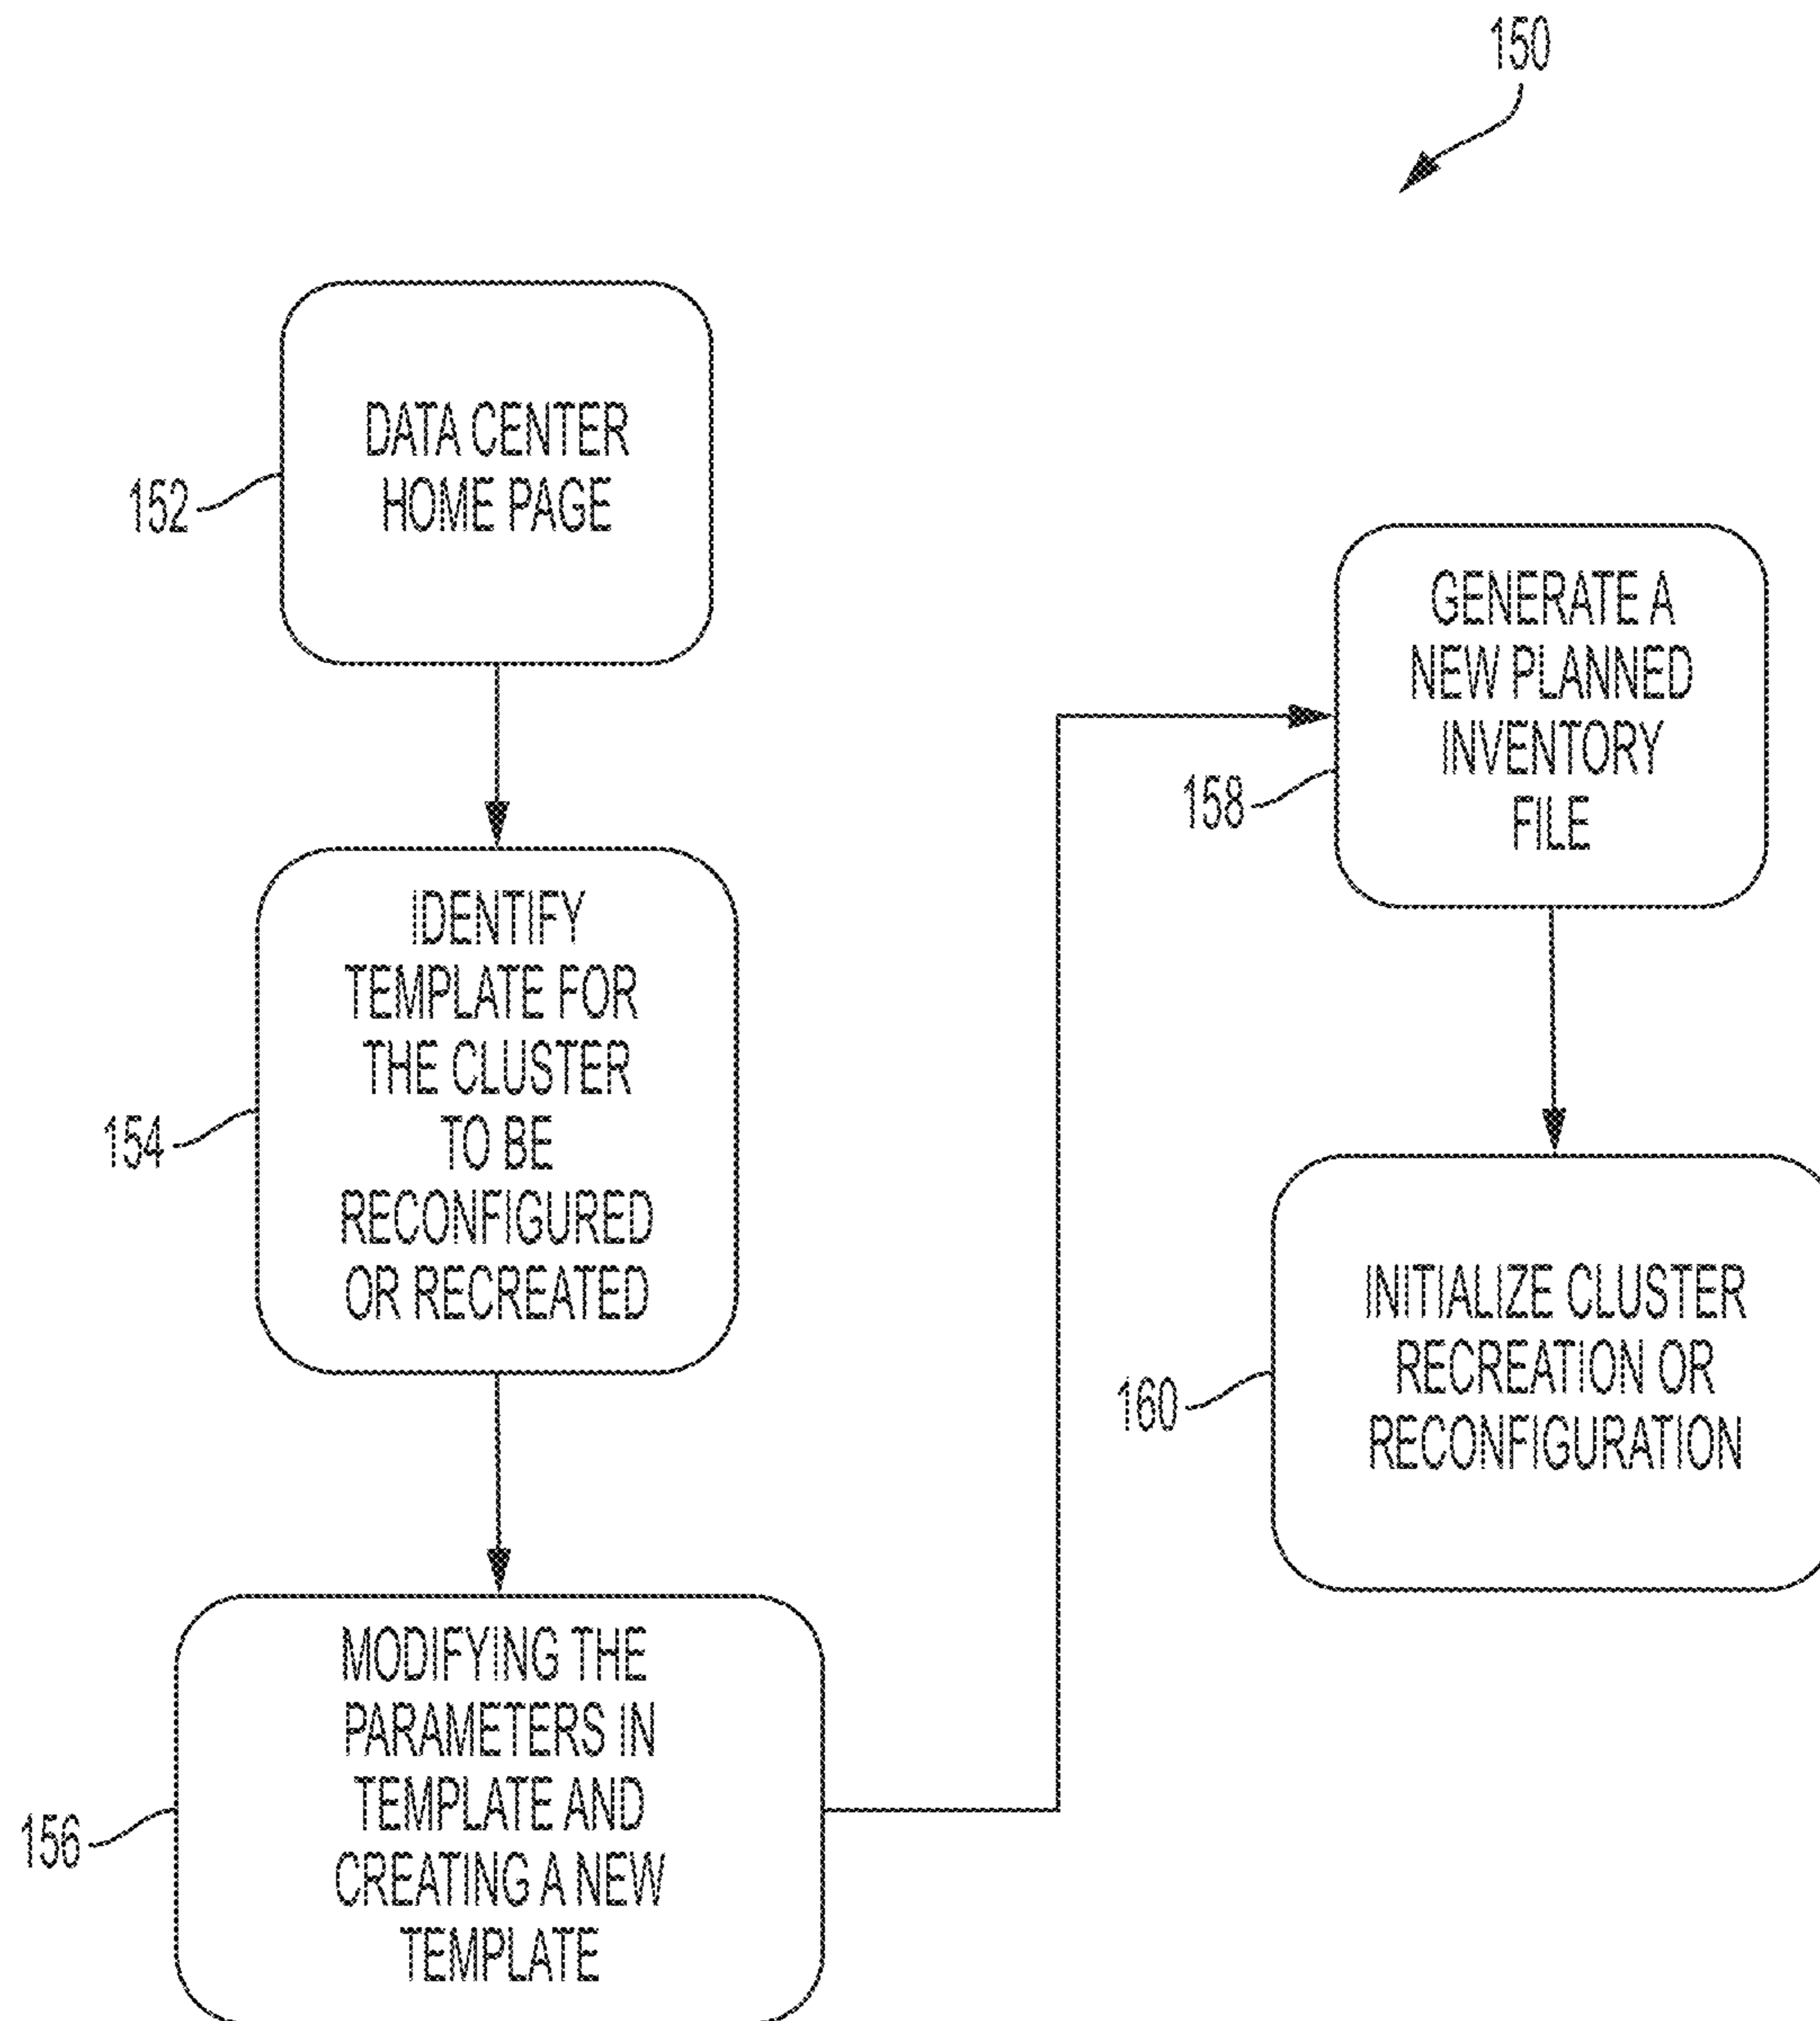 150
DATA CENTER
HOME PAGE
152
IDENTIFY
TEMPLATE FOR
THE CLUSTER
TO BE
RECONFIGURED
OR RECREATED
154
MODIFYING THE
PARAMETERS IN
TEMPLATE AND
CREATING A NEW
TEMPLATE
156
GENERATE A
NEW PLANNED
INVENTORY
FILE
158
INITIALIZE CLUSTER
RECREATION OR
RECONFIGURATION
160